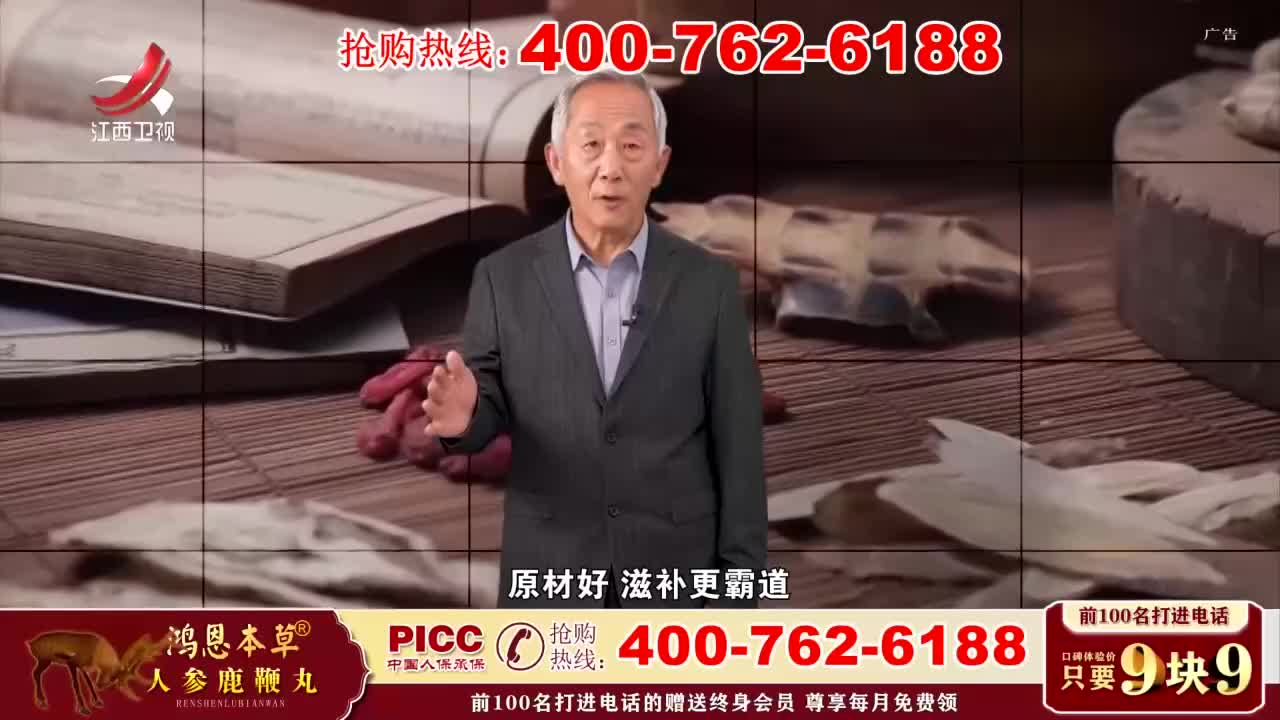 抢购热线:400-762-6188
广告
江西卫视
原材好 滋补更霸道
鸿恩本草®
人参鹿鞭丸
RENSHENLUBIANWAN
PICC
中国人保承保
抢购
热线:
400-762-6188
前100名打进电话的赠送终身会员 尊享每月免费领
前100名打进电话
口碑体验价
只要9块9